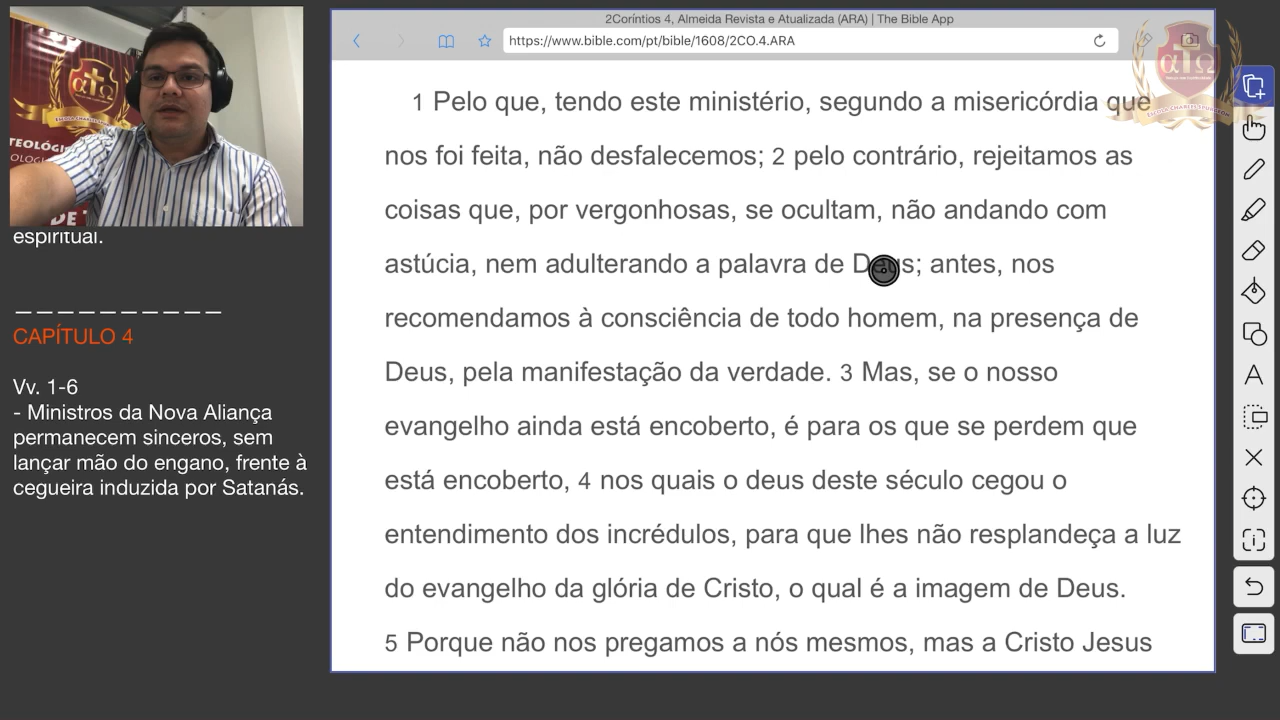 2Coríntios 4, Almeida Revista e Atualizada (ARA) | The Bible App
https://www.bible.com/pt/bible/1608/2CO.4.ARA
1 Pelo que, tendo este ministério, segundo a misericórdia que
nos foi feita, não desfalecemos; 2 pelo contrário, rejeitamos as
coisas que, por vergonhosas, se ocultam, não andando com
astúcia, nem adulterando a palavra de Deus; antes, nos
recomendamos à consciência de todo homem, na presença de
Deus, pela manifestação da verdade. 3 Mas, se o nosso
evangelho ainda está encoberto, é para os que se perdem que
está encoberto, 4 nos quais o deus deste século cegou o
entendimento dos incrédulos, para que lhes não resplandeça a luz
do evangelho da glória de Cristo, o qual é a imagem de Deus.
5 Porque não nos pregamos a nós mesmos, mas a Cristo Jesus
espiritual.
__________
CAPÍTULO 4
Vv. 1-6
- Ministros da Nova Aliança
permanecem sinceros, sem
lançar mão do engano, frente à
cegueira induzida por Satanás.
αΩ
ESCOLA CHARLES SPURGEON
A